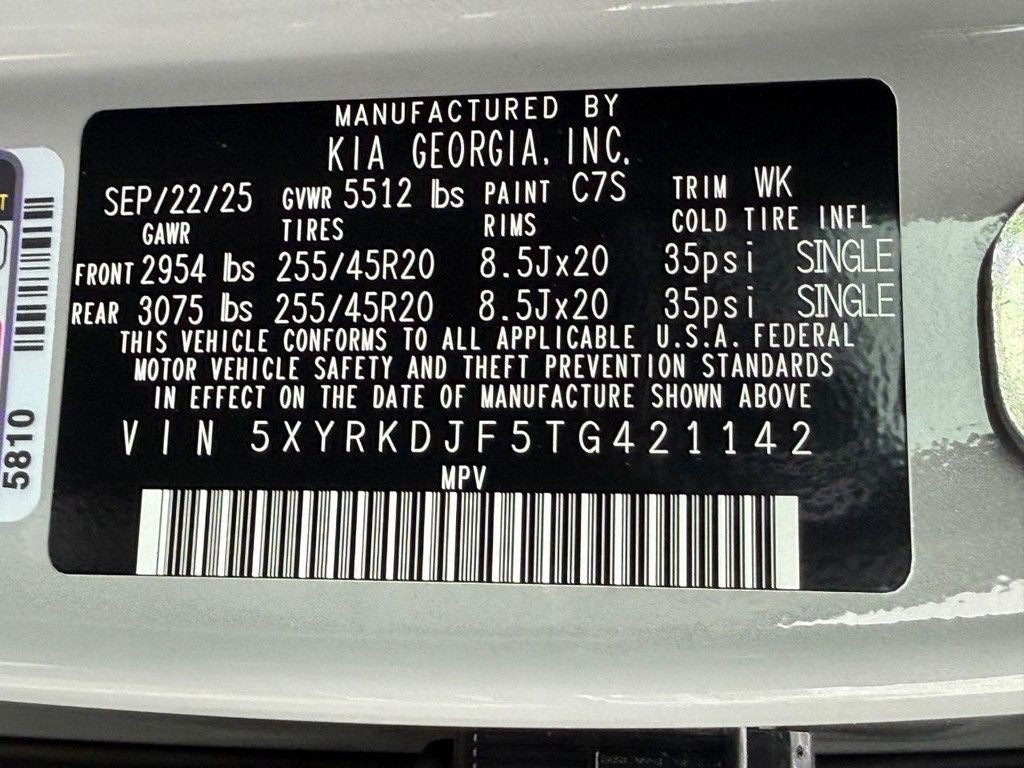 MANUFACTURED BY
KIA GEORGIA, INC.
SEP/22/25 GVWR 5512 lbs PAINT C7S TRIM WK
GAWR TIRES RIMS COLD TIRE INFL
FRONT 2954 lbs 255/45R20 8.5Jx20 35psi SINGLE
REAR 3075 lbs 255/45R20 8.5Jx20 35psi SINGLE
THIS VEHICLE CONFORMS TO ALL APPLICABLE U.S.A. FEDERAL
MOTOR VEHICLE SAFETY AND THEFT PREVENTION STANDARDS
IN EFFECT ON THE DATE OF MANUFACTURE SHOWN ABOVE
VIN 5XYRKDJF5TG421142
MPV
5810